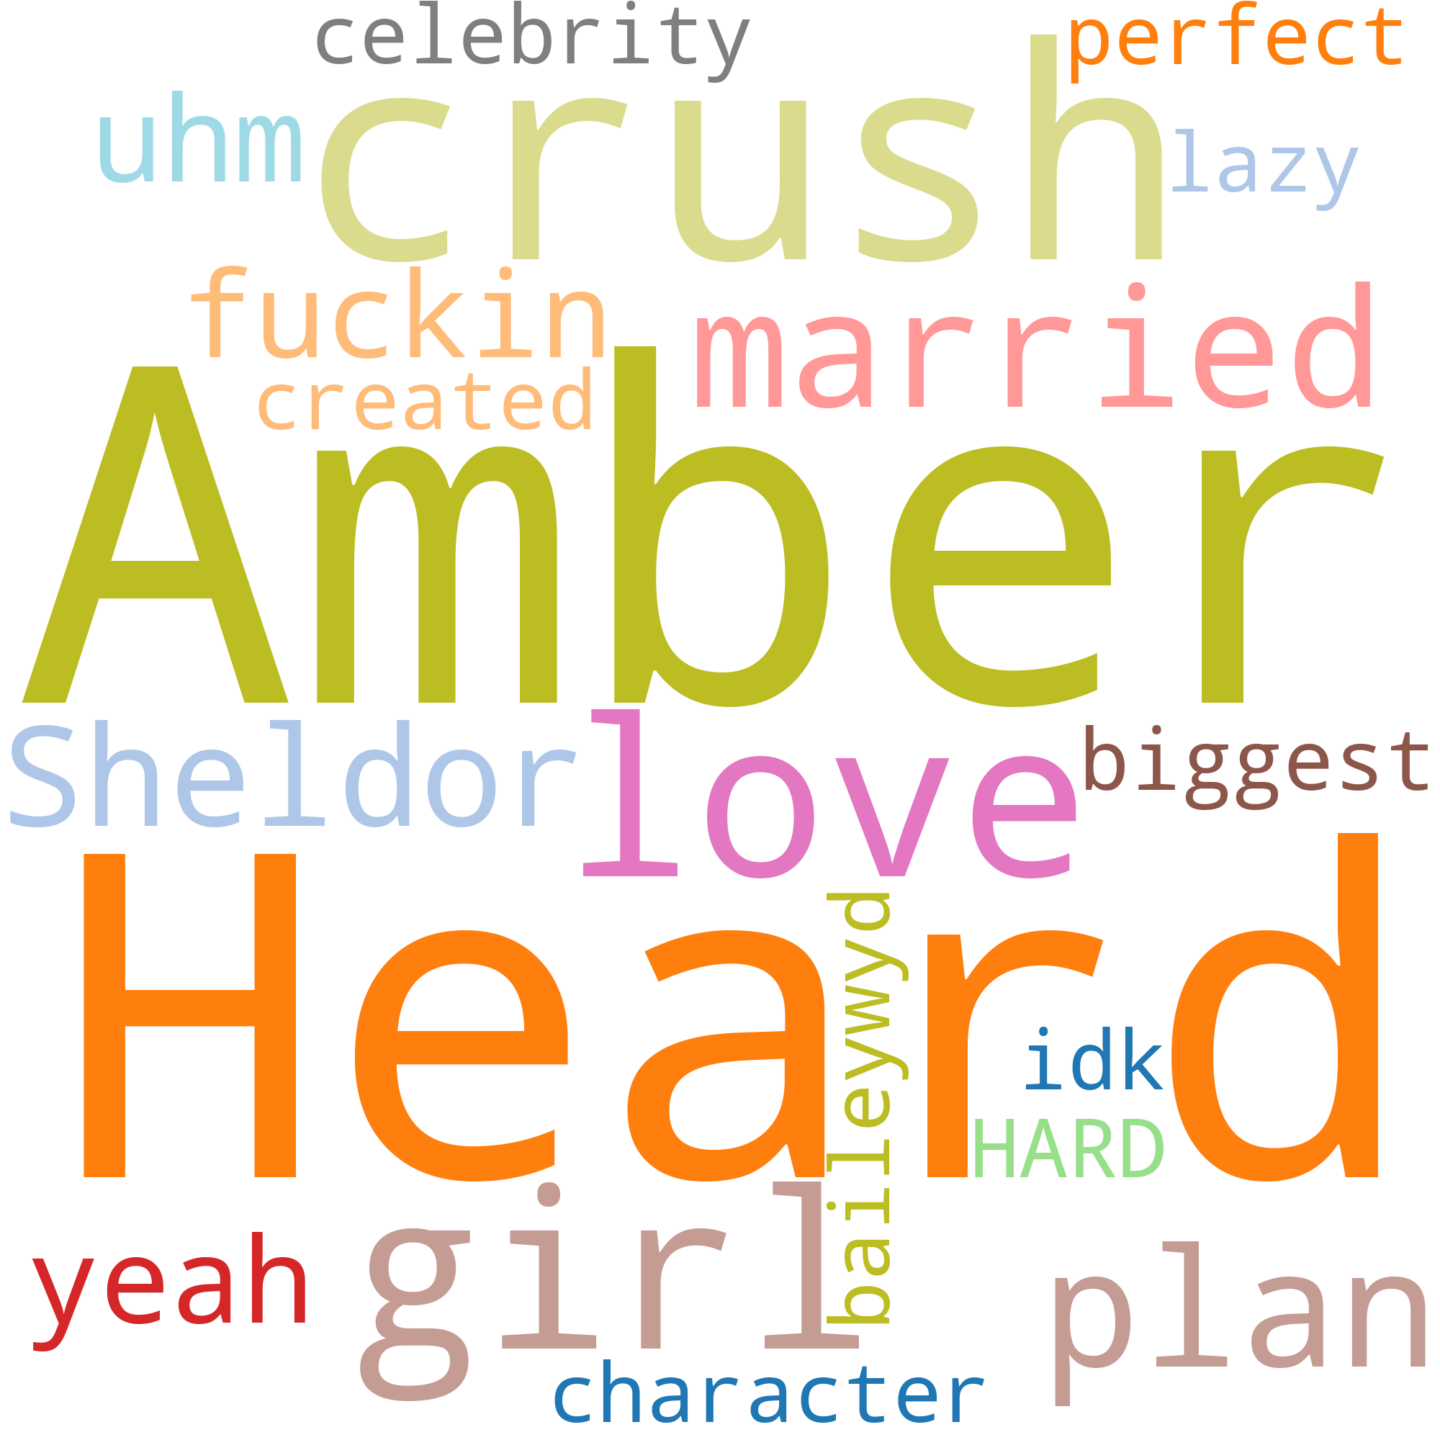 celebrity
perfect
uhm
crush
lazy
fuckin
married
created
Amber
Sheldor
love
biggest
Heard
baileywyd
idk
HARD
yeah
girl
plan
character